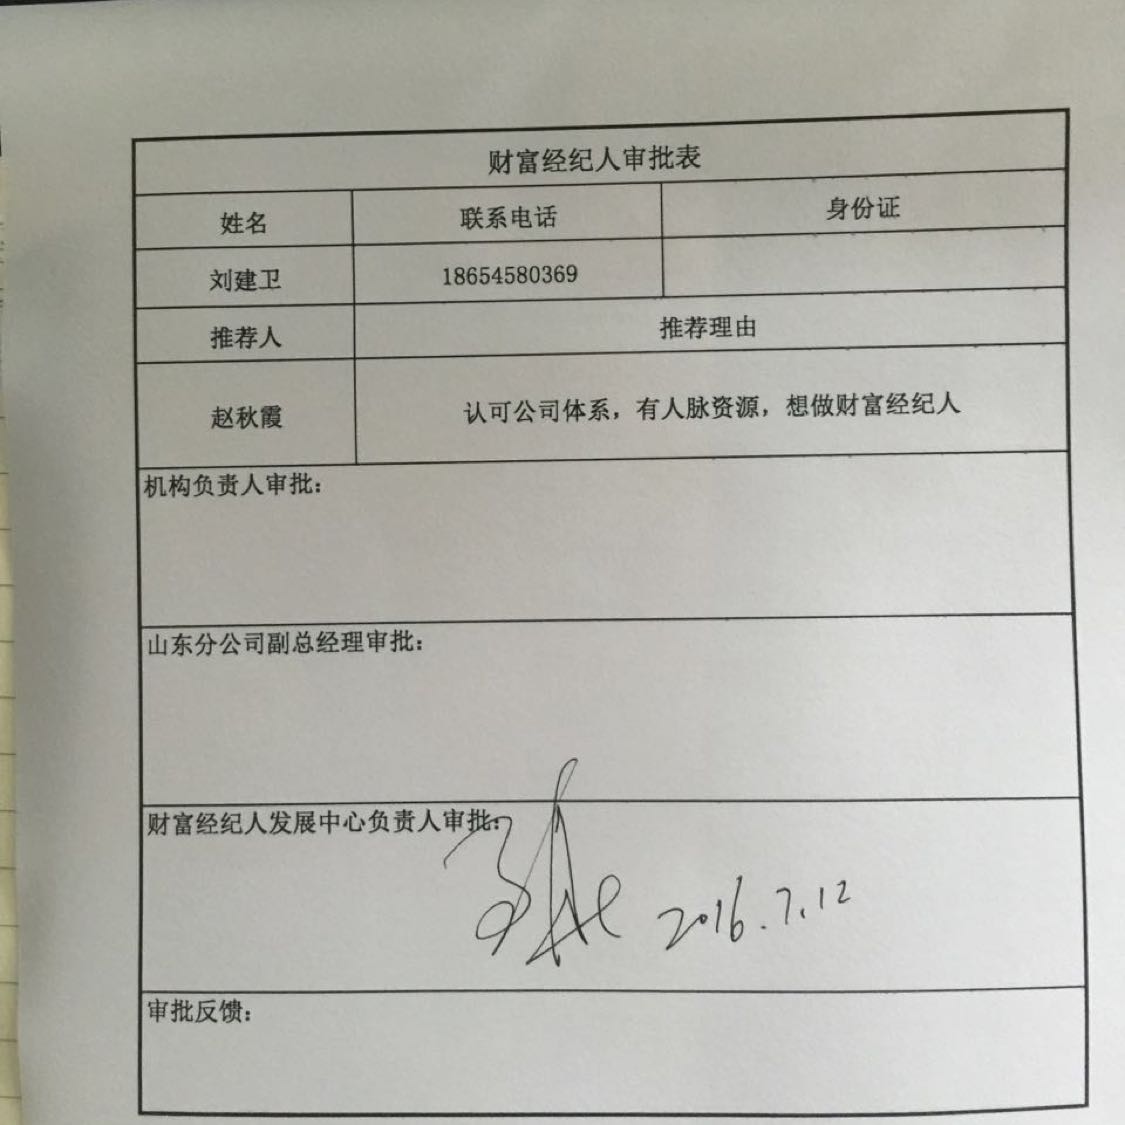 财富经纪人审批表
姓名 联系电话 身份证
刘建卫 18654580369
推荐人 推荐理由
赵秋霞 认可公司体系，有人脉资源，想做财富经纪人
机构负责人审批：
山东分公司副总经理审批：
财富经纪人发展中心负责人审批：
2016.7.12
审批反馈：